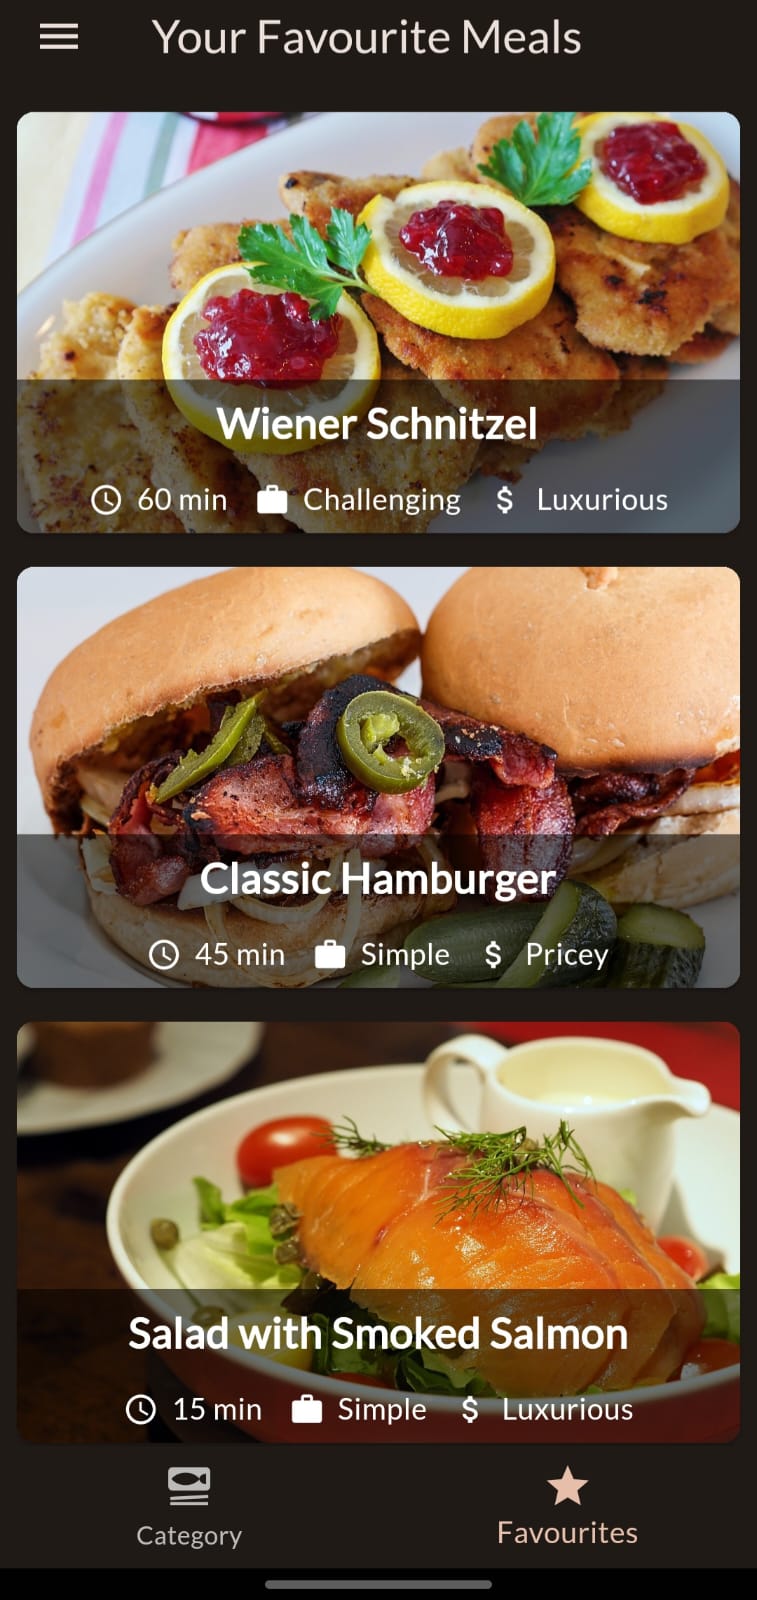 Your Favourite Meals
Wiener Schnitzel
60 min Challenging $ Luxurious
Classic Hamburger
45 min Simple $ Pricey
Salad with Smoked Salmon
15 min Simple $ Luxurious
Category Favourites